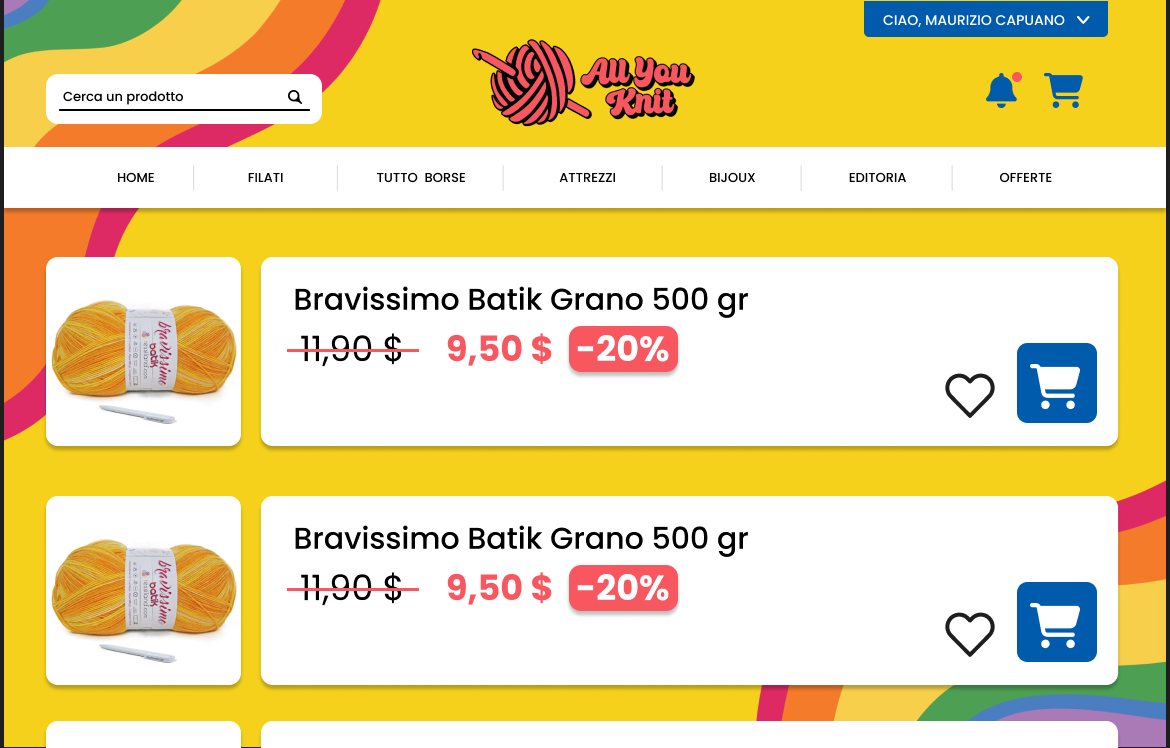 CIAO, MAURIZIO CAPUANO
Cerca un prodotto
All You
Knit
HOME
FILATI
TUTTO BORSE
ATTREZZI
BIJOUX
EDITORIA
OFFERTE
bravissimo
batik
Bravissimo Batik Grano 500 gr
11,90 $ 9,50 $ -20%
bravissimo
batik
Bravissimo Batik Grano 500 gr
11,90 $ 9,50 $ -20%